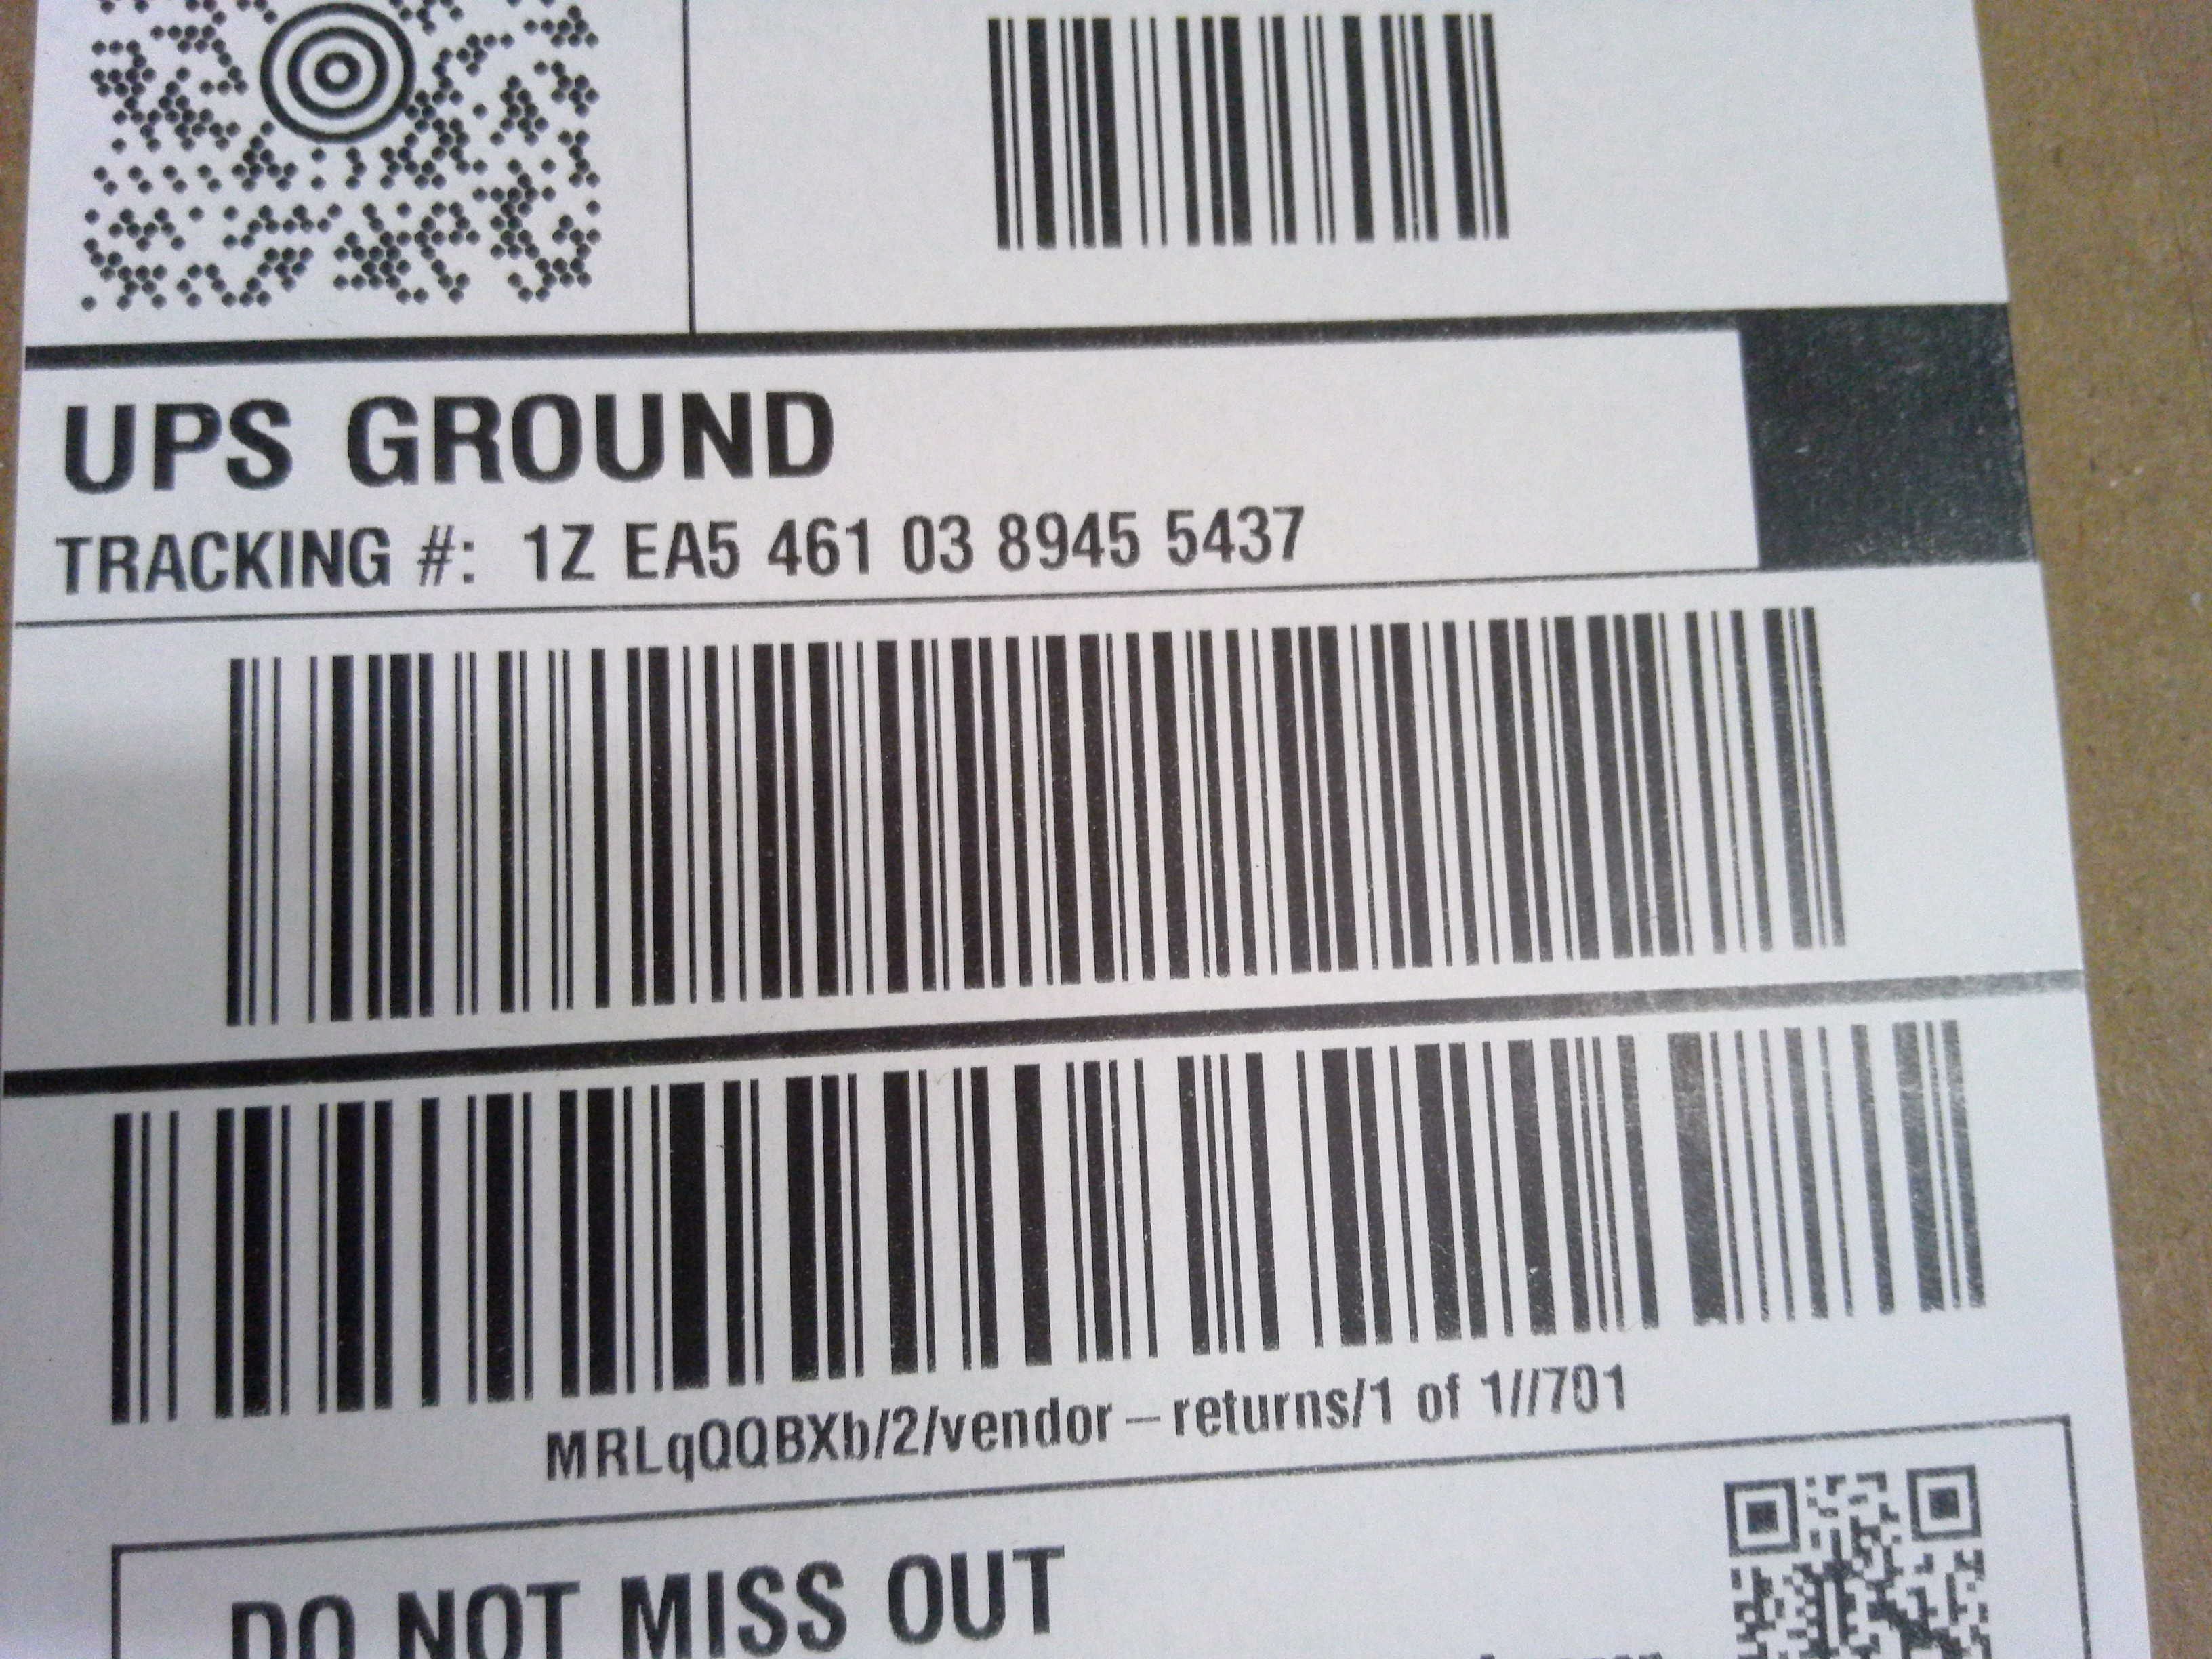 UPS GROUND
TRACKING #: 1Z EA5 461 03 8945 5437
MRLqQQBXb/2/vendor-returns/1 of 1//701
DO NOT MISS OUT